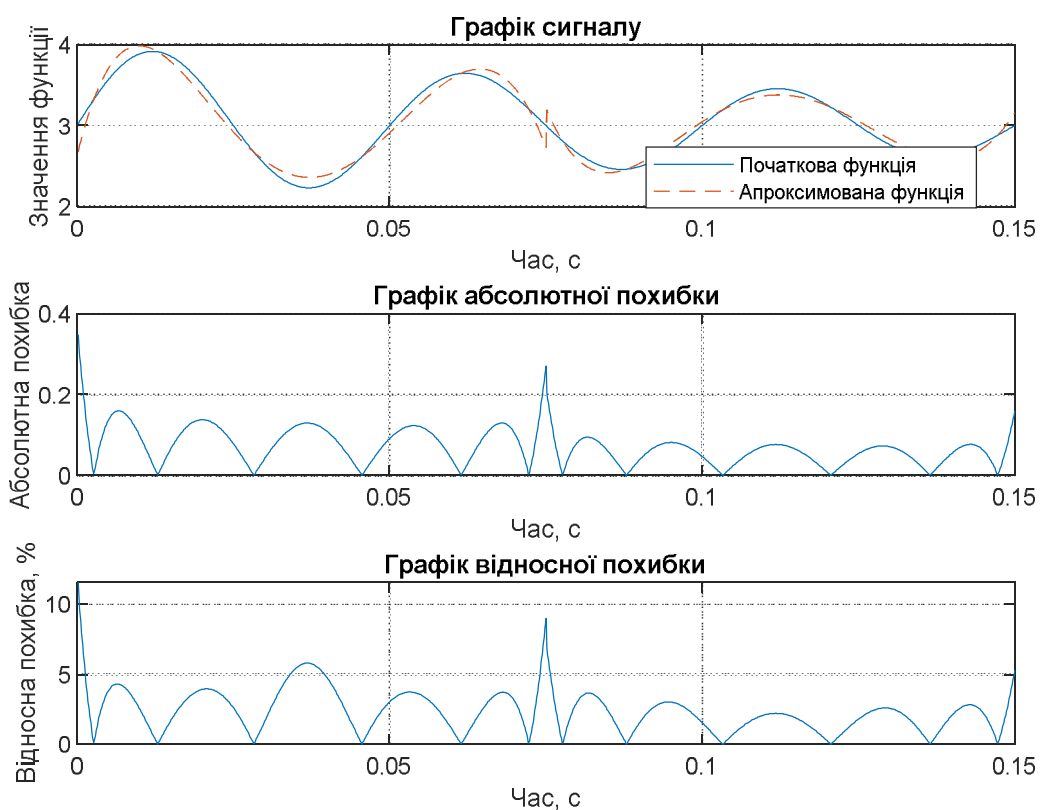 Графік сигналу
Значення функції
4
3
2
0
0.05
0.1
0.15
Час, с
Початкова функція
Апроксимована функція
Графік абсолютної похибки
Абсолютна похибка
0.4
0.2
0
0
0.05
0.1
0.15
Час, с
Графік відносної похибки
Відносна похибка, %
10
5
0
0
0.05
0.1
0.15
Час, с